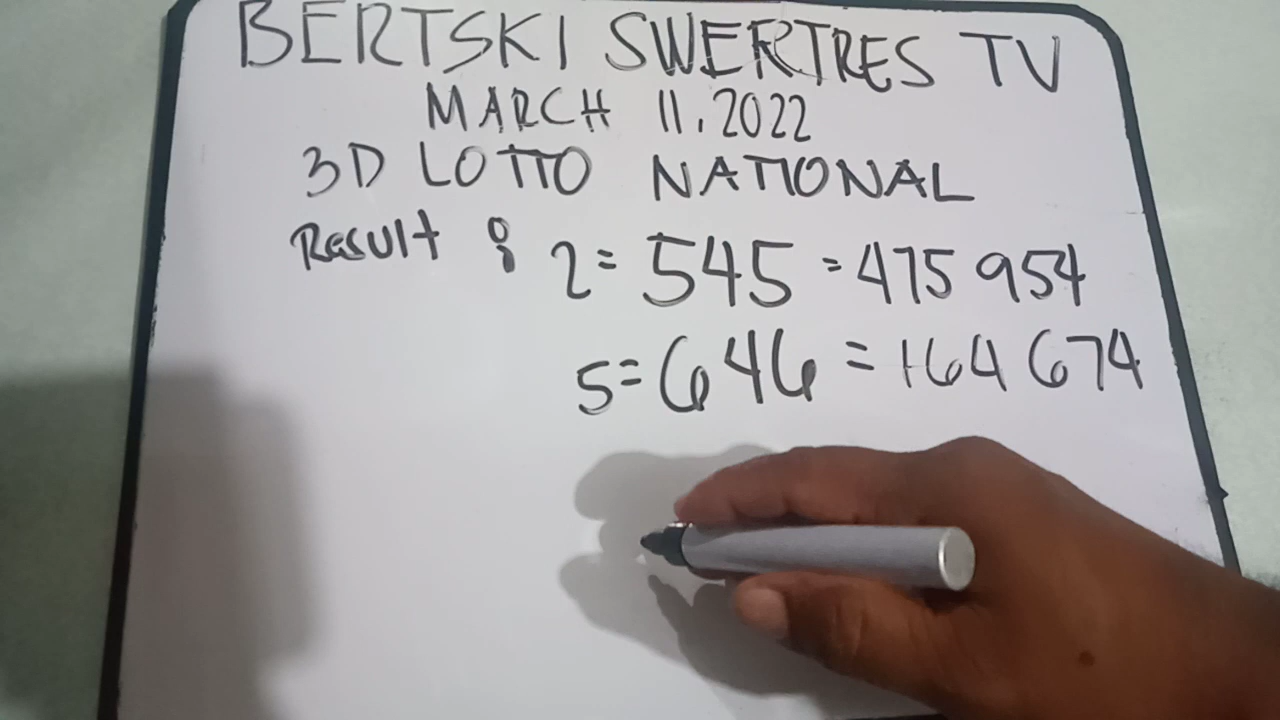 BERTSKI SWERTRES TV
MARCH 11, 2022
3D LOTTO NATIONAL
Result : 2 = 545 = 475 954
5 = 646 = 164 674